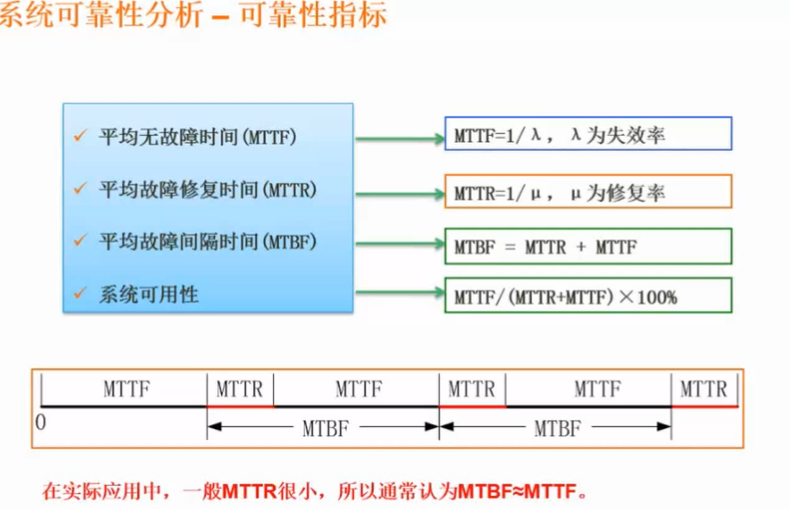 系统可靠性分析 – 可靠性指标
✓ 平均无故障时间(MTTF)
MTTF=1/λ，λ为失效率
✓ 平均故障修复时间(MTTR)
MTTR=1/μ，μ为修复率
✓ 平均故障间隔时间(MTBF)
MTBF = MTTR + MTTF
✓ 系统可用性
MTTF/(MTTR+MTTF)×100%
MTTF MTTR MTTF MTTR MTTF MTTR
0
MTBF MTBF
在实际应用中，一般MTTR很小，所以通常认为MTBF≈MTTF。